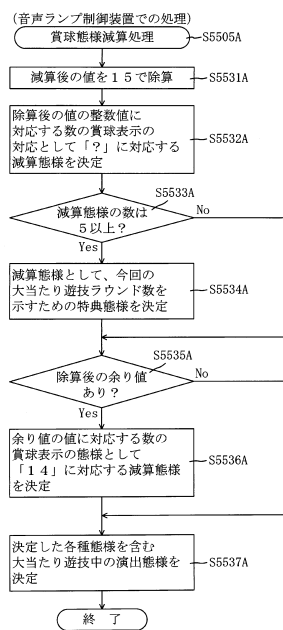 (音声ランプ制御装置での処理)
賞球態様減算処理
S5505A
減算後の値を15で除算
S5531A
除算後の値の整数値に
対応する数の賞球表示の
対応として「?」に対応する
減算態様を決定
S5532A
S5533A
減算態様の数は
5以上?
No
Yes
減算態様として、今回の
大当たり遊技ラウンド数を
示すための特典態様を決定
S5534A
S5535A
除算後の余り値
あり?
No
Yes
余り値の値に対応する数の
賞球表示の態様として
「14」に対応する減算態様
を決定
S5536A
決定した各種態様を含む
大当たり遊技中の演出態様を
決定
S5537A
終 了